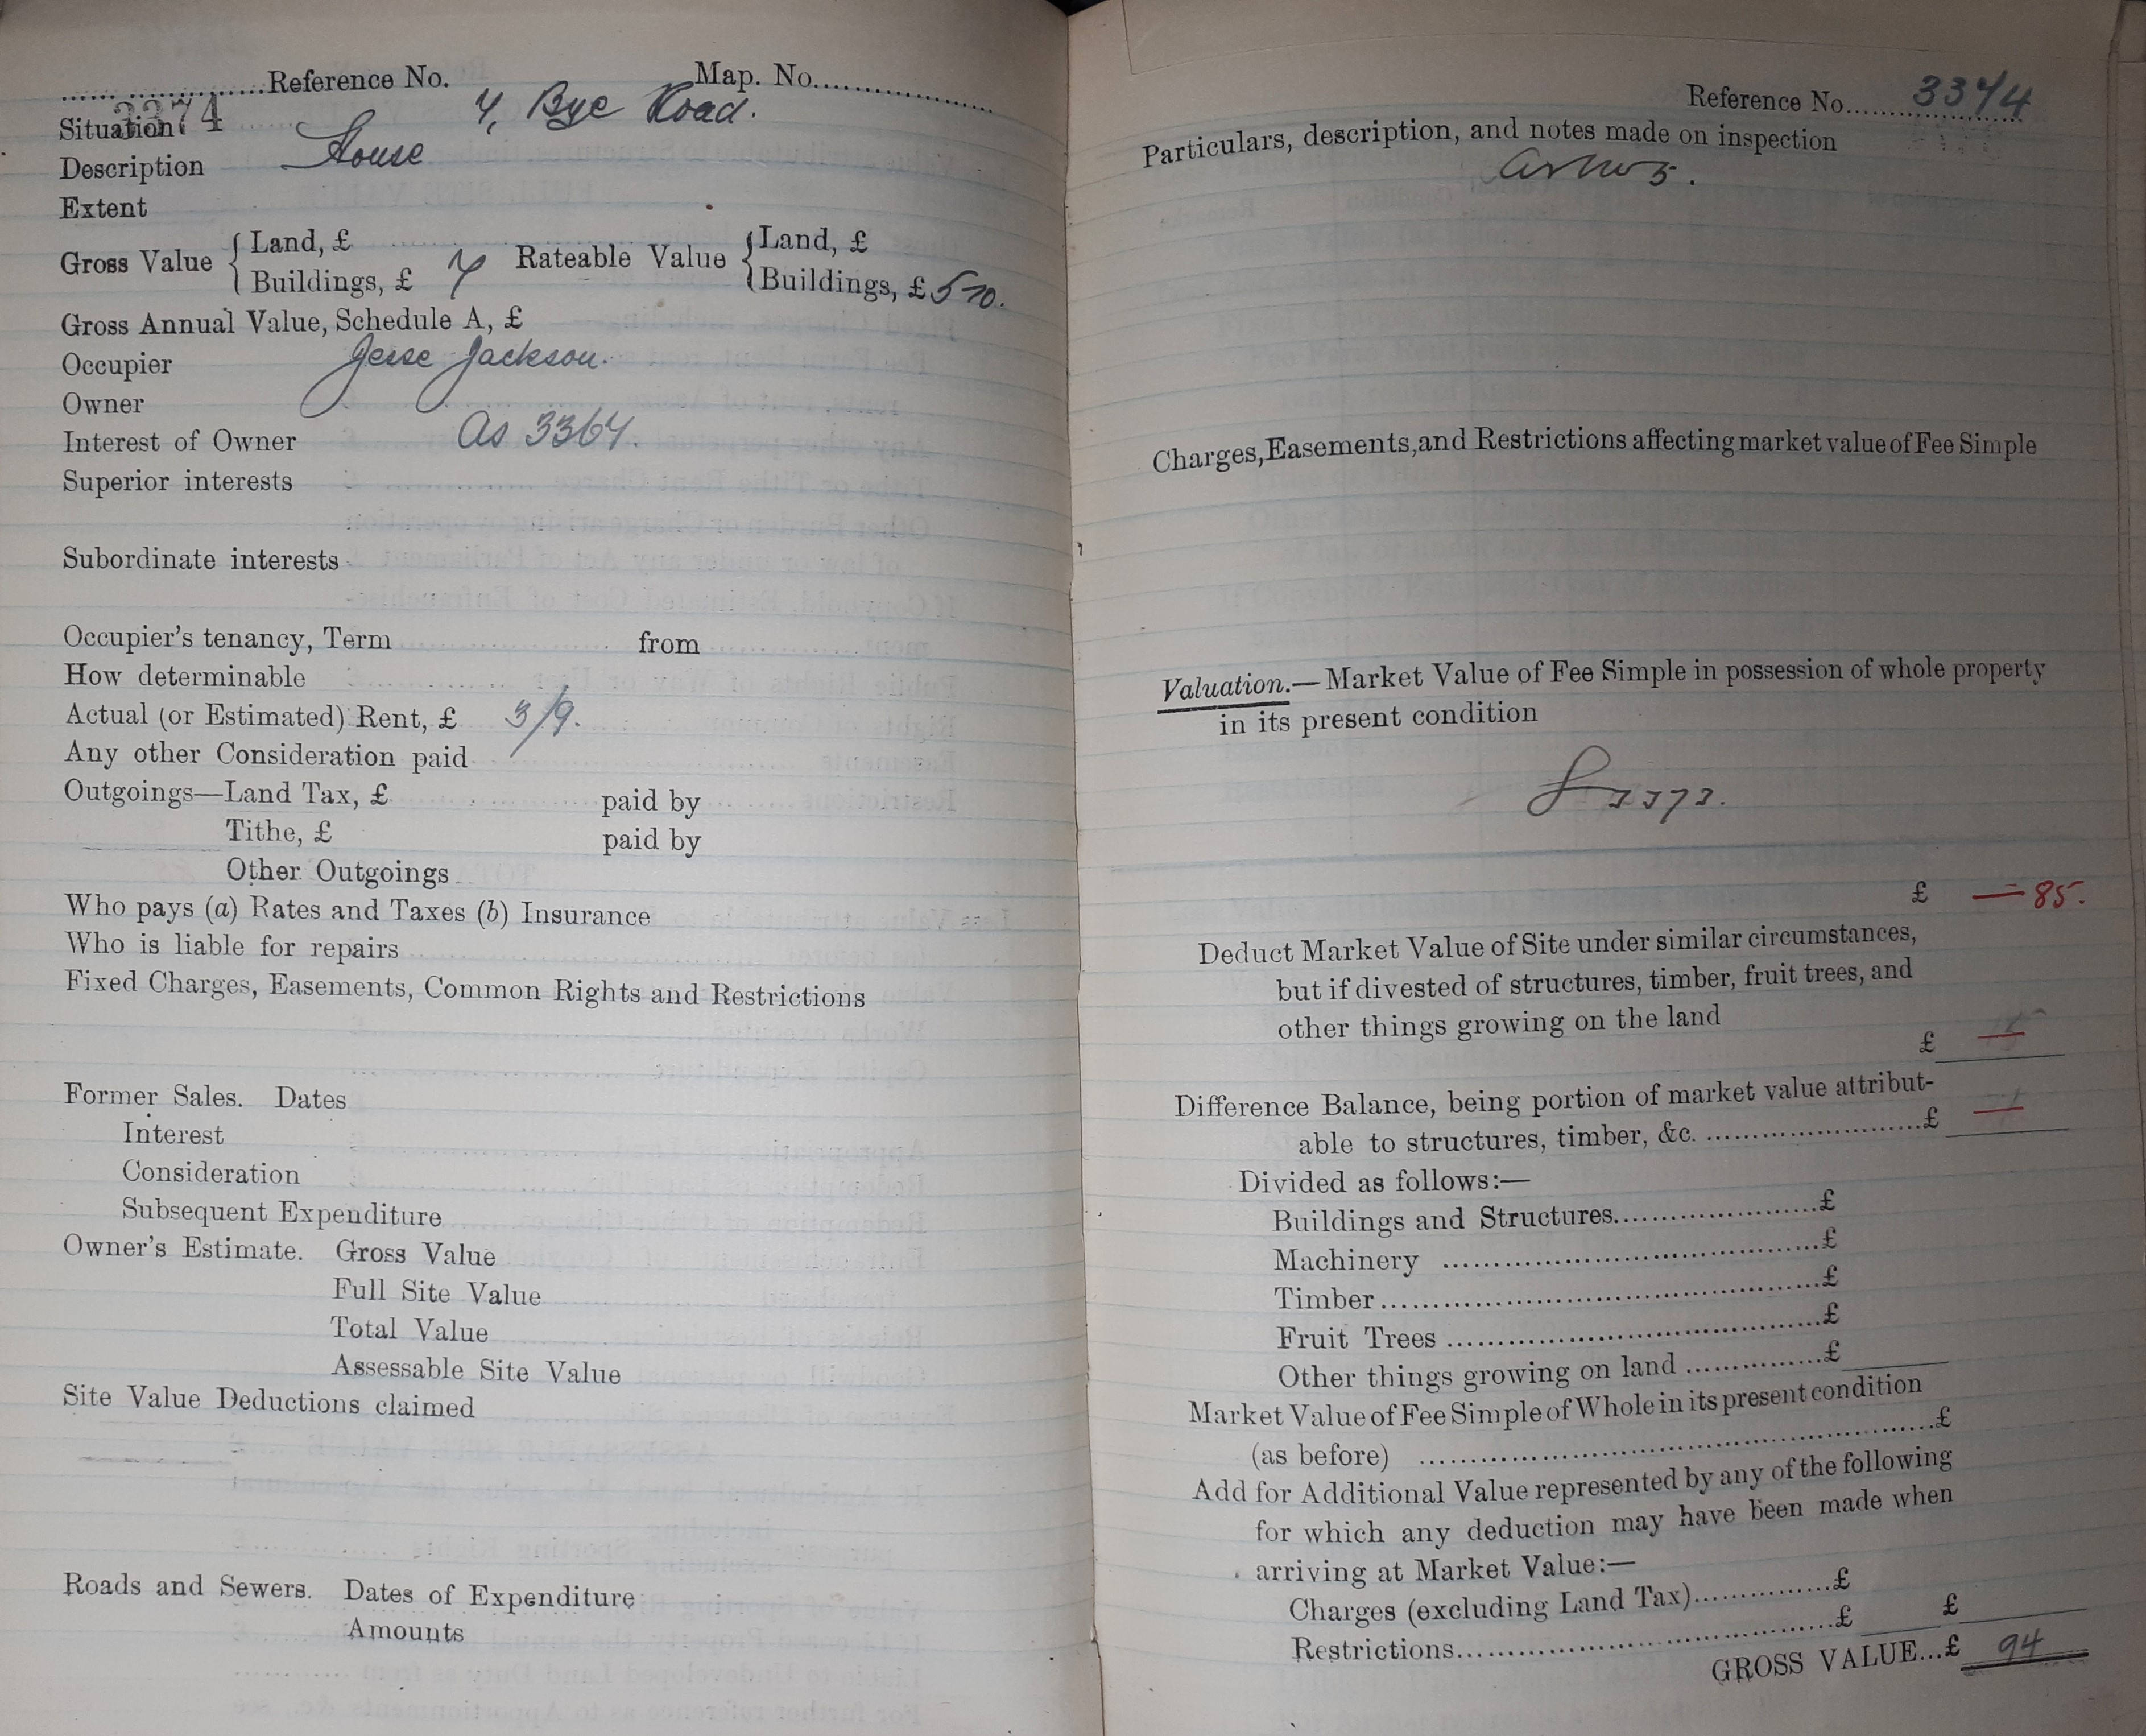 Reference No. Map. No.
3374
Situation 4, Bye Road.
Description House
Extent
Gross Value { Land, £ Rateable Value { Land, £
Buildings, £ 7 Buildings, £ 5 10.
Gross Annual Value, Schedule A, £
Occupier Jesse Jackson.
Owner
Interest of Owner As 3364.
Superior interests
Subordinate interests
Occupier's tenancy, Term from
How determinable
Actual (or Estimated) Rent, £ 3/9.
Any other Consideration paid
Outgoings—Land Tax, £ paid by
Tithe, £ paid by
Other Outgoings
Who pays (a) Rates and Taxes (b) Insurance
Who is liable for repairs
Fixed Charges, Easements, Common Rights and Restrictions
Former Sales. Dates
Interest
Consideration
Subsequent Expenditure
Owner's Estimate. Gross Value
Full Site Value
Total Value
Assessable Site Value
Site Value Deductions claimed
Roads and Sewers. Dates of Expenditure
Amounts
Reference No. 3374
Particulars, description, and notes made on inspection
Charges, Easements, and Restrictions affecting market value of Fee Simple
Valuation.—Market Value of Fee Simple in possession of whole property
in its present condition
£ 85.
Deduct Market Value of Site under similar circumstances,
but if divested of structures, timber, fruit trees, and
other things growing on the land
£
Difference Balance, being portion of market value attribut-
able to structures, timber, &c. £
Divided as follows:—
Buildings and Structures £
Machinery £
Timber £
Fruit Trees £
Other things growing on land £
Market Value of Fee Simple of Whole in its present condition
(as before) £
Add for Additional Value represented by any of the following
for which any deduction may have been made when
arriving at Market Value:—
Charges (excluding Land Tax) £
Restrictions £ £
GROSS VALUE...£ 94